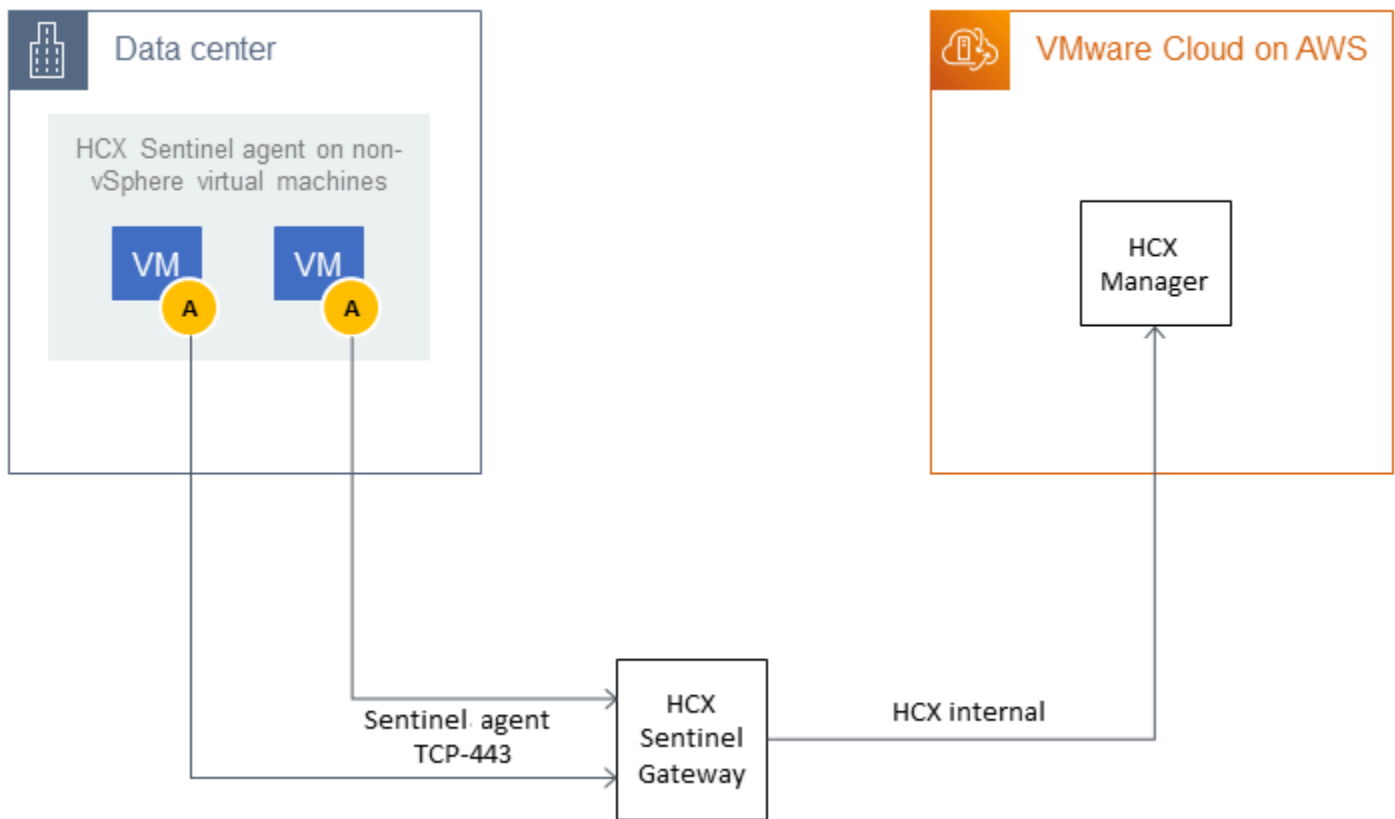 Data center
VMware Cloud on AWS
HCX Sentinel agent on non-
vSphere virtual machines
VM
VM
A
A
HCX
Manager
Sentinel agent
TCP-443
HCX
Sentinel
Gateway
HCX internal